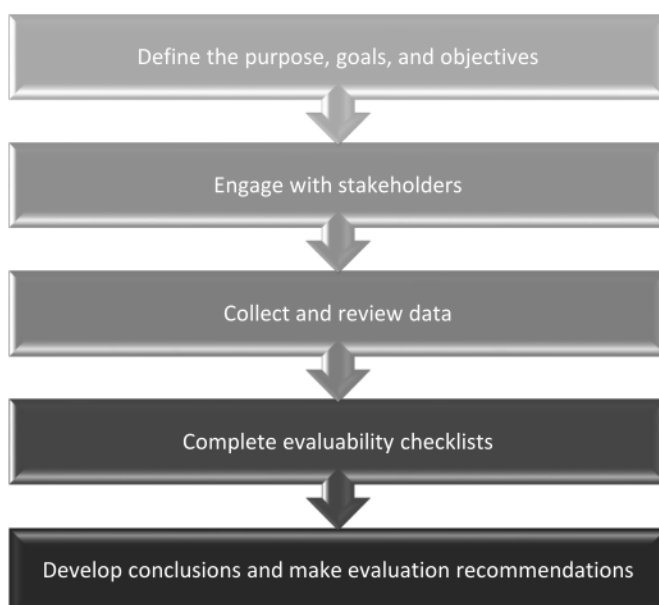 Define the purpose, goals, and objectives
Engage with stakeholders
Collect and review data
Complete evaluability checklists
Develop conclusions and make evaluation recommendations